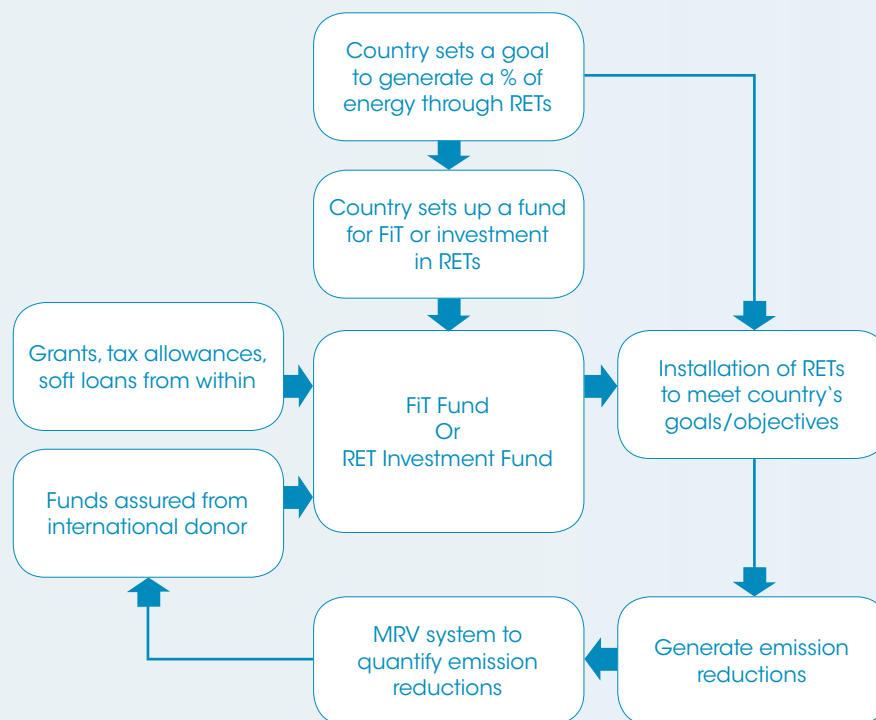 Country sets a goal
to generate a % of
energy through RETs
Country sets up a fund
for FiT or investment
in RETs
Grants, tax allowances,
soft loans from within
FiT Fund
Or
RET Investment Fund
Installation of RETs
to meet country`s
goals/objectives
Funds assured from
international donor
MRV system to
quantify emission
reductions
Generate emission
reductions